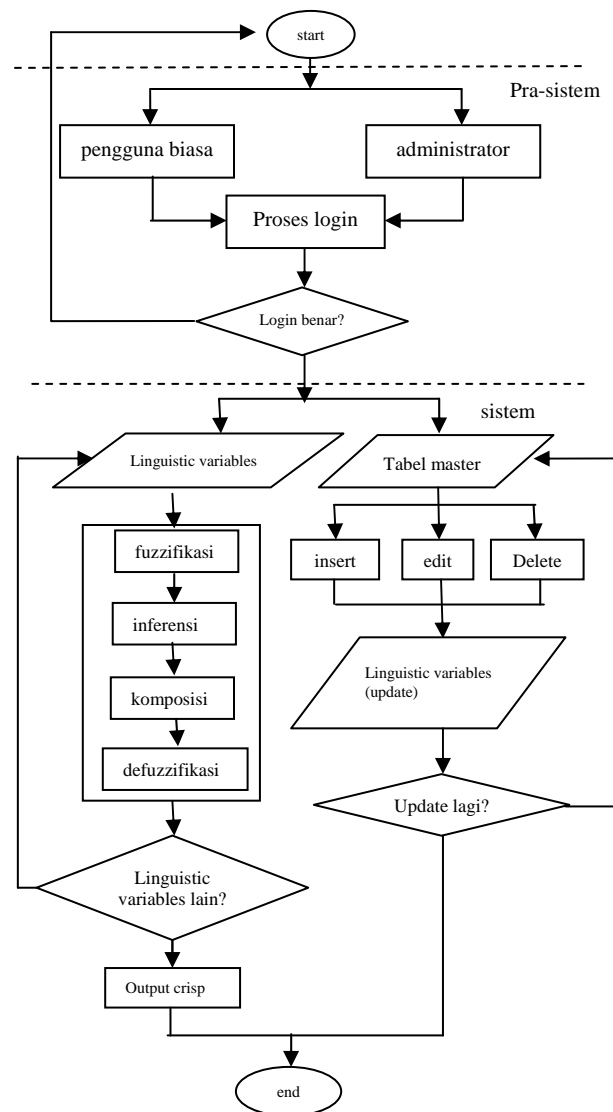 start
Pra-sistem
pengguna biasa
administrator
Proses login
Login benar?
sistem
Linguistic variables
Tabel master
fuzzifikasi
inferensi
komposisi
defuzzifikasi
insert
edit
Delete
Linguistic variables
(update)
Update lagi?
Linguistic
variables lain?
Output crisp
end